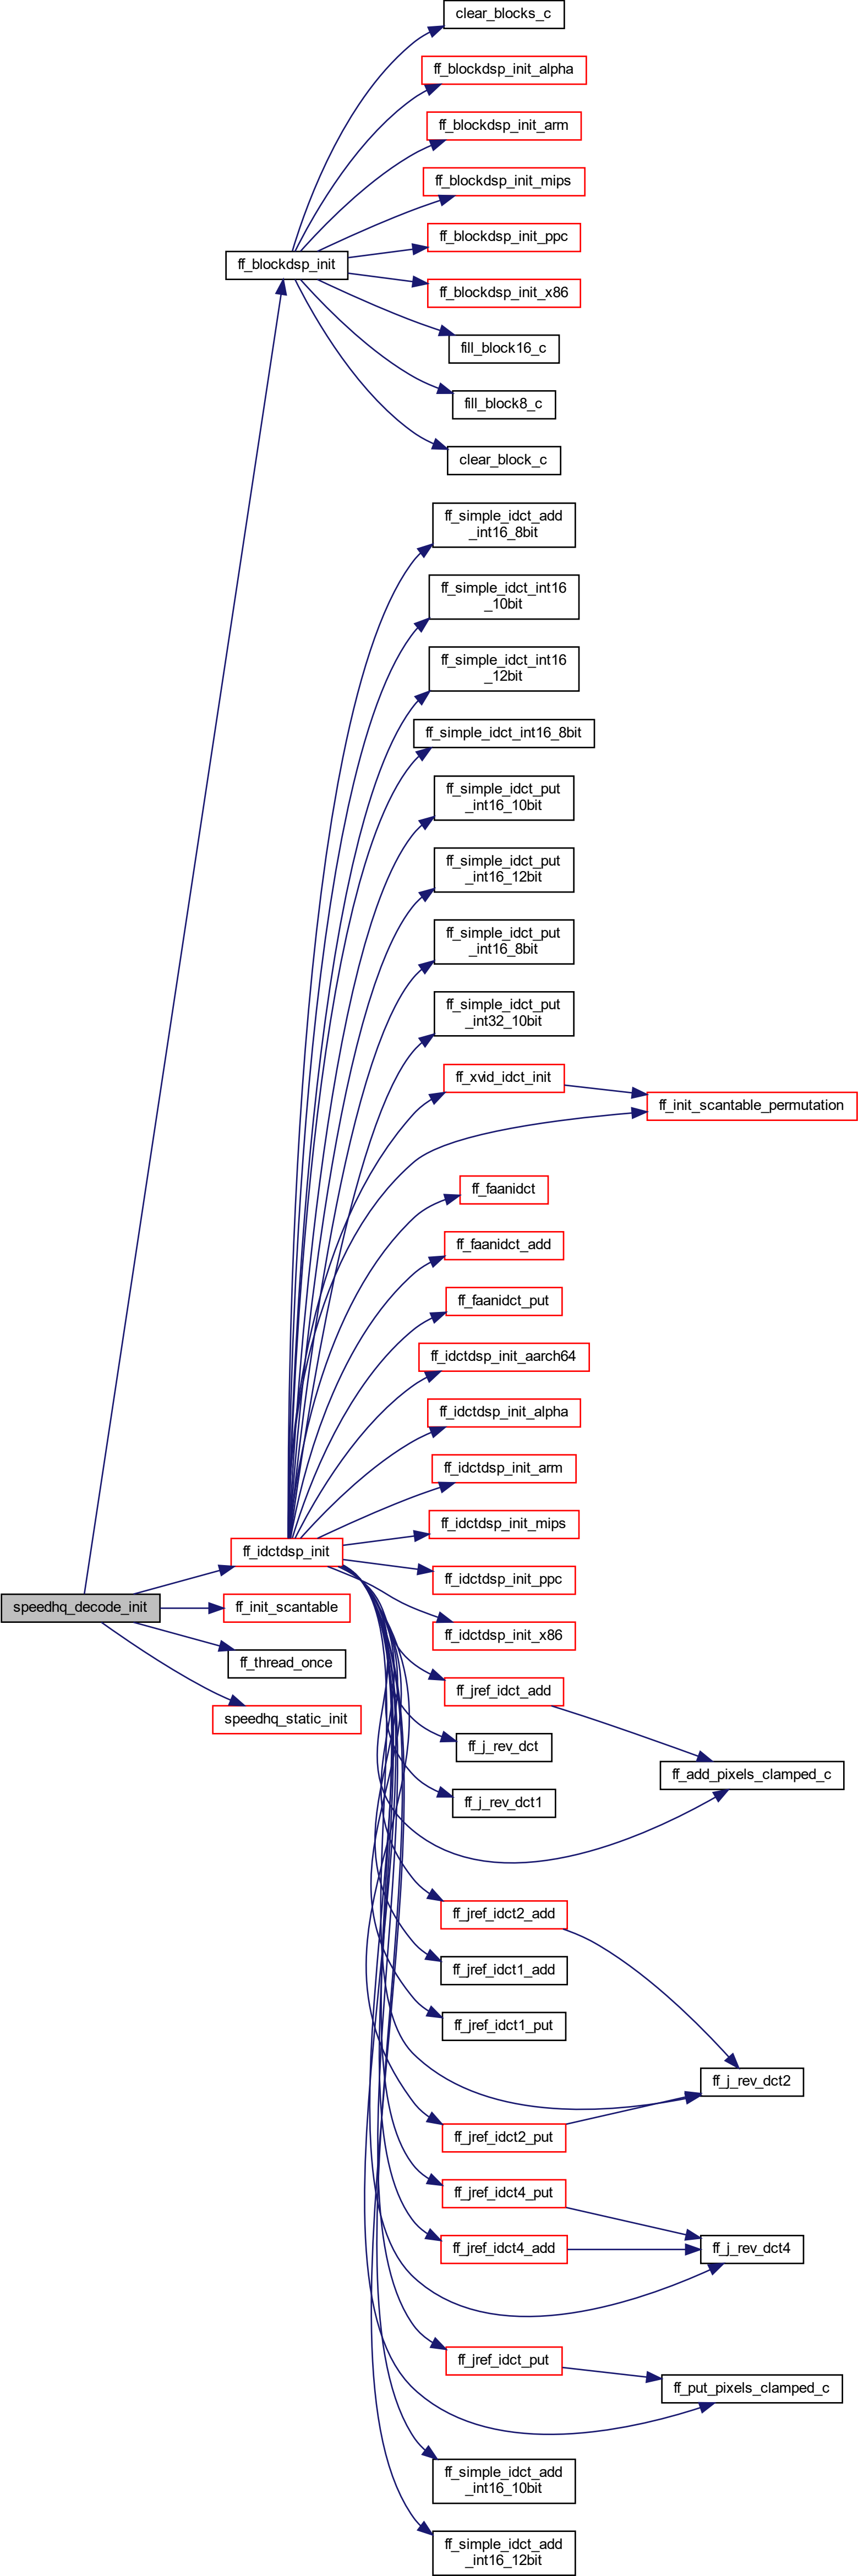 clear_blocks_c
ff_blockdsp_init_alpha
ff_blockdsp_init_arm
ff_blockdsp_init_mips
ff_blockdsp_init_ppc
ff_blockdsp_init
ff_blockdsp_init_x86
fill_block16_c
fill_block8_c
clear_block_c
ff_simple_idct_add
_int16_8bit
ff_simple_idct_int16
_10bit
ff_simple_idct_int16
_12bit
ff_simple_idct_int16_8bit
ff_simple_idct_put
_int16_10bit
ff_simple_idct_put
_int16_12bit
ff_simple_idct_put
_int16_8bit
ff_simple_idct_put
_int32_10bit
ff_xvid_idct_init
ff_init_scantable_permutation
ff_faanidct
ff_faanidct_add
ff_faanidct_put
ff_idctdsp_init_aarch64
ff_idctdsp_init_alpha
ff_idctdsp_init_arm
ff_idctdsp_init_mips
ff_idctdsp_init
ff_idctdsp_init_ppc
speedhq_decode_init
ff_init_scantable
ff_idctdsp_init_x86
ff_thread_once
ff_jref_idct_add
speedhq_static_init
ff_j_rev_dct
ff_add_pixels_clamped_c
ff_j_rev_dct1
ff_jref_idct2_add
ff_jref_idct1_add
ff_jref_idct1_put
ff_j_rev_dct2
ff_jref_idct2_put
ff_jref_idct4_put
ff_jref_idct4_add
ff_j_rev_dct4
ff_jref_idct_put
ff_put_pixels_clamped_c
ff_simple_idct_add
_int16_10bit
ff_simple_idct_add
_int16_12bit